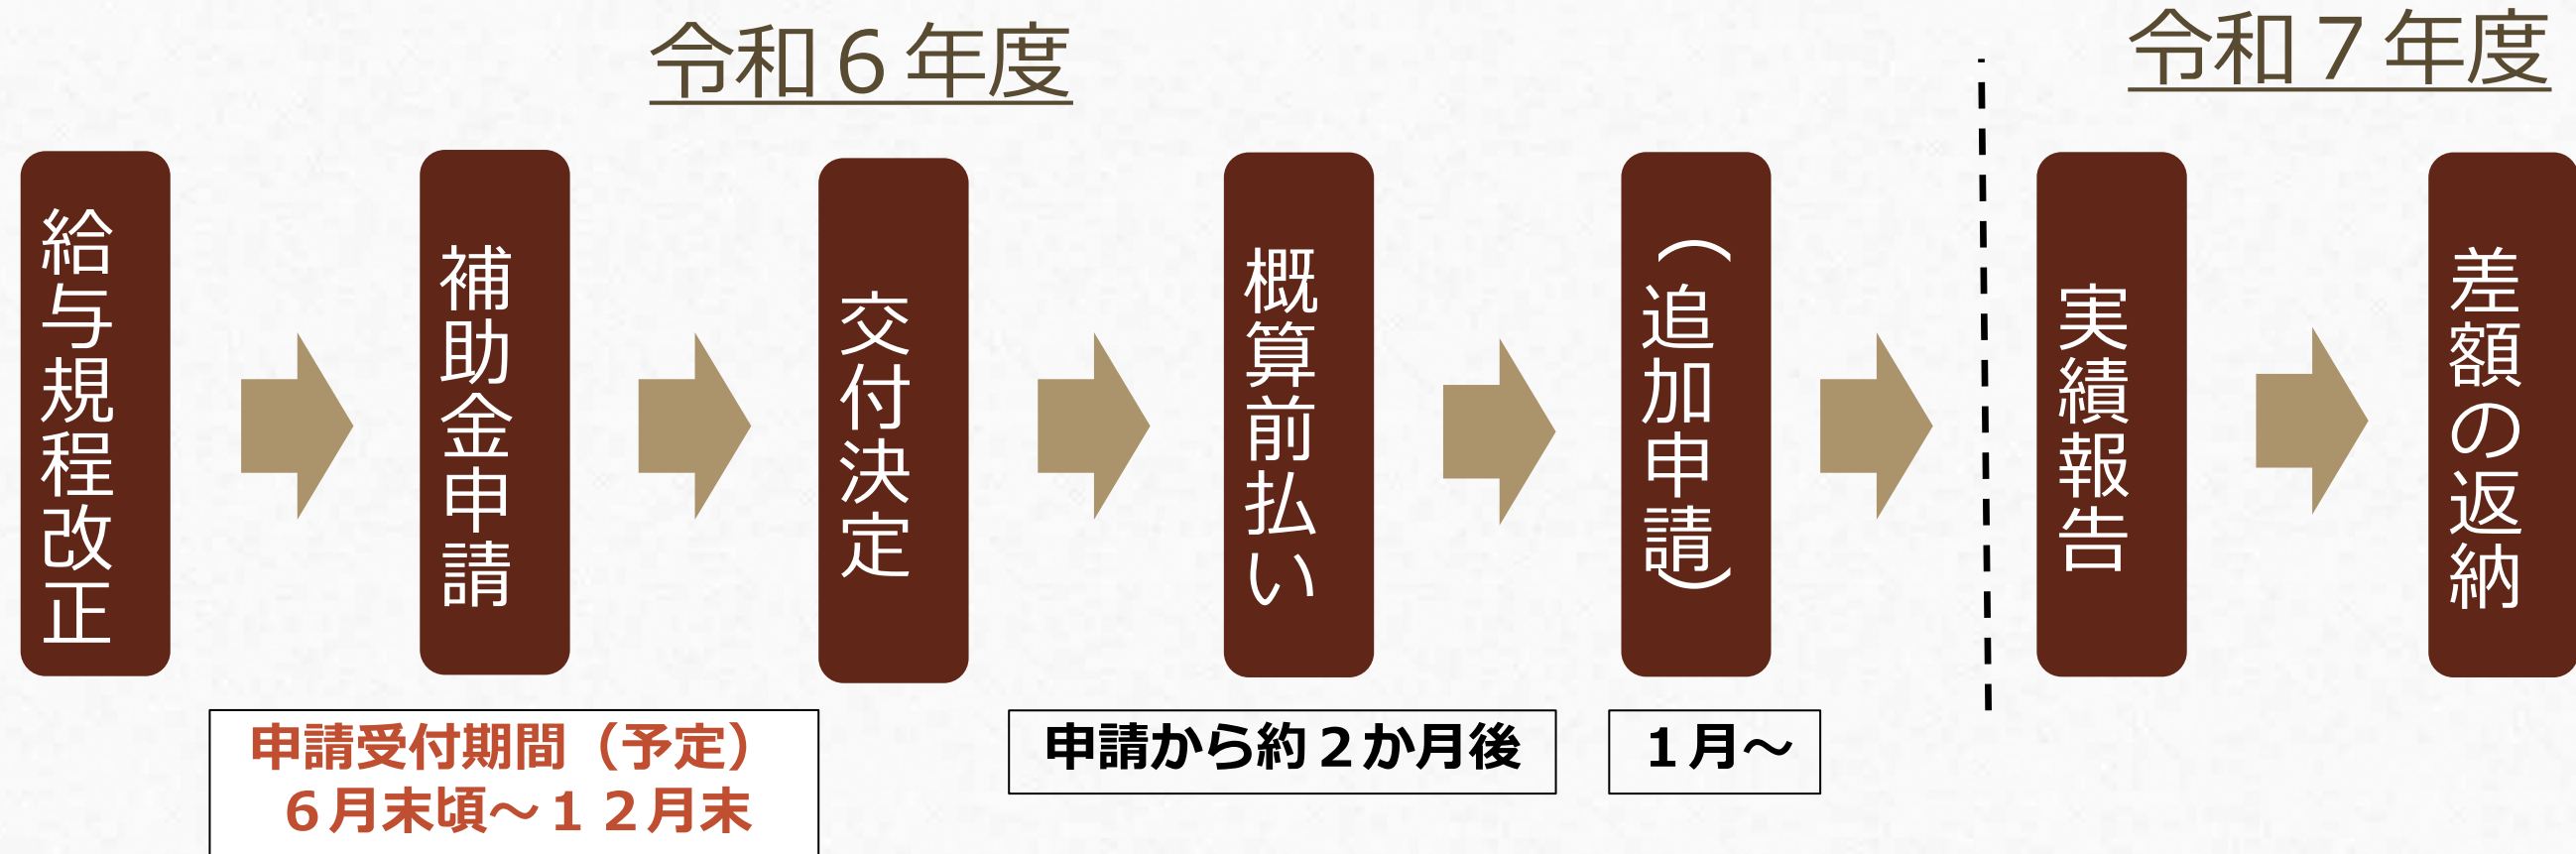 令和６年度
令和７年度
給与規程改正
補助金申請
交付決定
概算前払い
（追加申請）
実績報告
差額の返納
申請受付期間（予定）
６月末頃～１２月末
申請から約２か月後
１月～